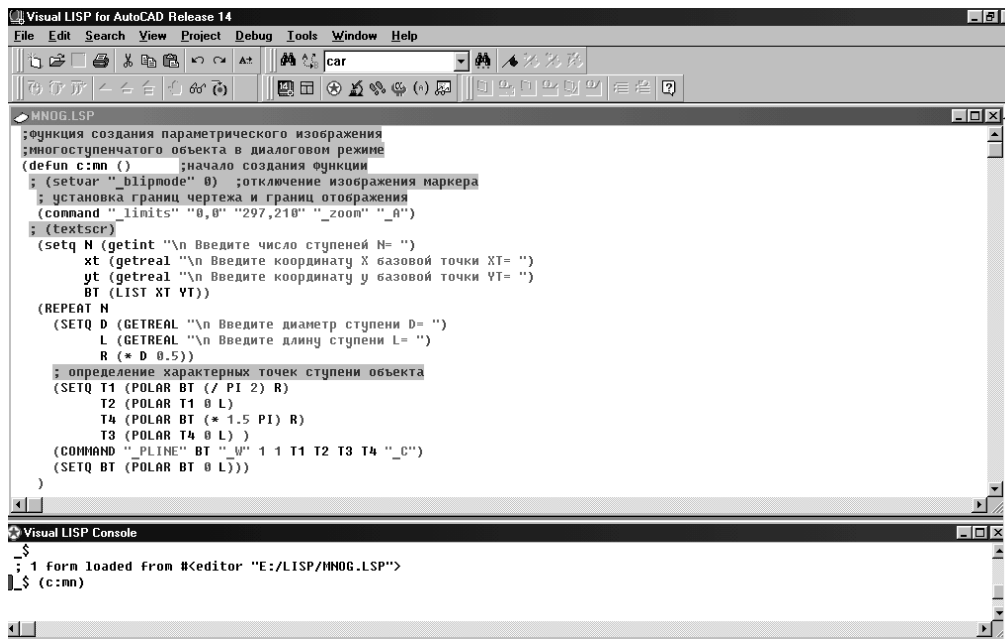 Visual LISP for AutoCAD Release 14
File Edit Search View Project Debug Tools Window Help
car
MNOG.LSP
;функция создания параметрического изображения
;многоступенчатого объекта в диалоговом режиме
(defun c:mn () ;начало создания функции
; (setvar "_blipmode" 0) ;отключение изображения маркера
; установка границ чертежа и границ отображения
(command "_limits" "0,0" "297,210" "_zoom" "_A")
; (textscr)
(setq N (getint "\n Введите число ступеней N= ")
xt (getreal "\n Введите координату X базовой точки XT= ")
yt (getreal "\n Введите координату y базовой точки YT= ")
BT (LIST XT YT))
(REPEAT N
(SETQ D (GETREAL "\n Введите диаметр ступени D= ")
L (GETREAL "\n Введите длину ступени L= ")
R (* D 0.5))
; определение характерных точек ступени объекта
(SETQ T1 (POLAR BT (/ PI 2) R)
T2 (POLAR T1 0 L)
T4 (POLAR BT (* 1.5 PI) R)
T3 (POLAR T4 0 L) )
(COMMAND "_PLINE" BT "_W" 1 1 T1 T2 T3 T4 "_C")
(SETQ BT (POLAR BT 0 L)))
)
Visual LISP Console
_$
; 1 form loaded from #<editor "E:/LISP/MNOG.LSP">
_$ (c:mn)